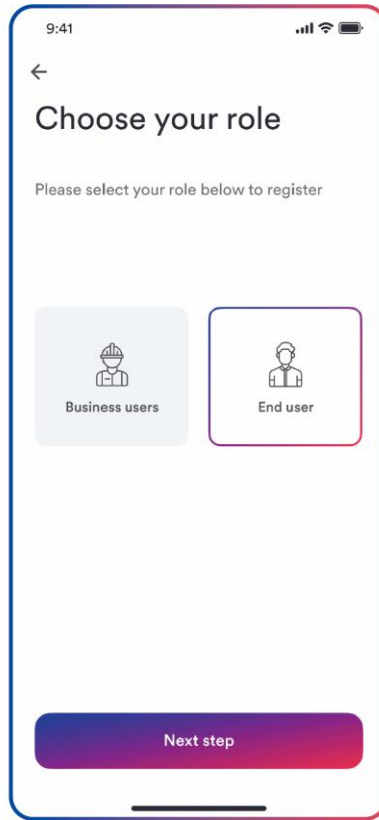 9:41
Choose your role
Please select your role below to register
Business users
End user
Next step